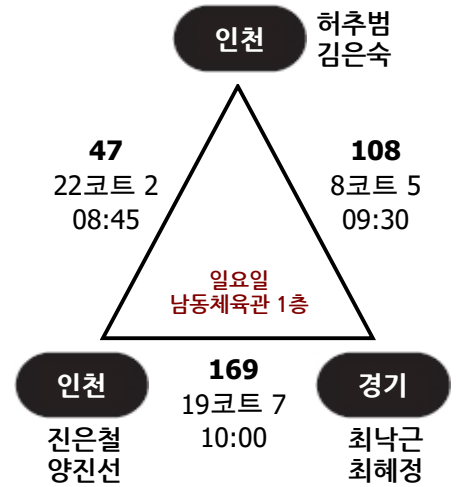 인천
허추범
김은숙
47
22코트 2
08:45
108
8코트 5
09:30
일요일
남동체육관 1층
인천
진은철
양진선
169
19코트 7
10:00
경기
최낙근
최혜정